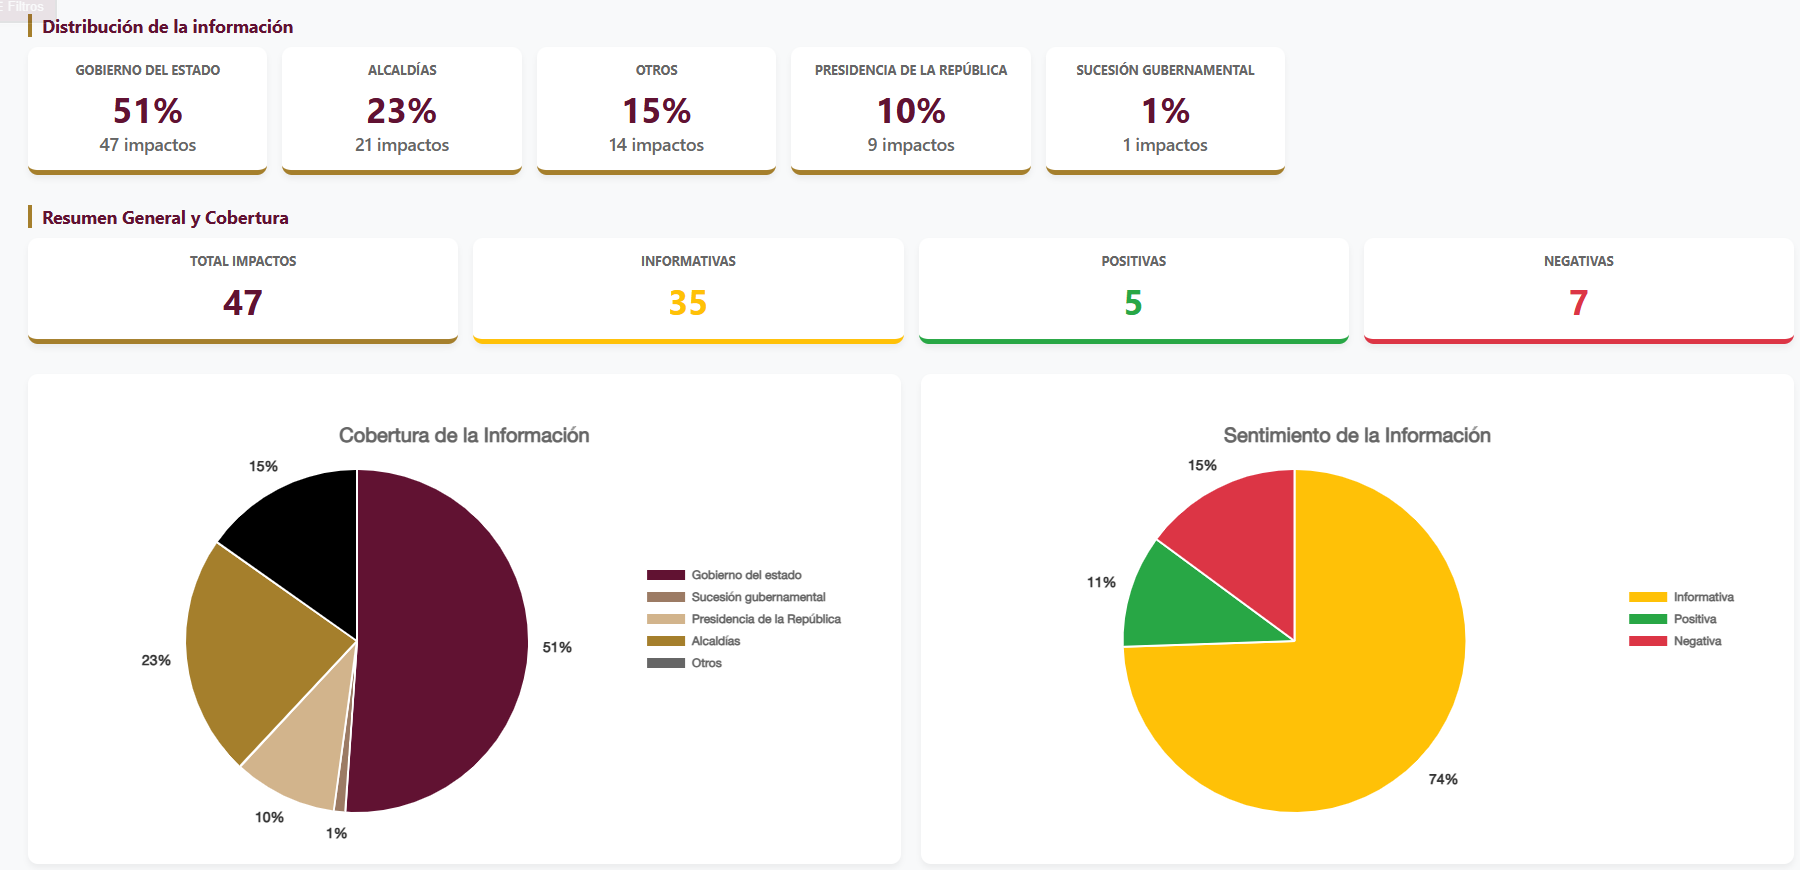 E Filtros
Distribución de la información
GOBIERNO DEL ESTADO
51%
47 impactos
ALCALDÍAS
23%
21 impactos
OTROS
15%
14 impactos
PRESIDENCIA DE LA REPÚBLICA
10%
9 impactos
SUCESIÓN GUBERNAMENTAL
1%
1 impactos
Resumen General y Cobertura
TOTAL IMPACTOS
47
INFORMATIVAS
35
POSITIVAS
5
NEGATIVAS
7
Cobertura de la Información
15%
23%
10%
1%
51%
Gobierno del estado
Sucesión gubernamental
Presidencia de la República
Alcaldías
Otros
Sentimiento de la Información
15%
11%
74%
Informativa
Positiva
Negativa